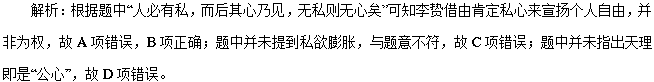 解析：根据题中“人必有私，而后其心乃见，无私则无心矣”可知李贽借由肯定私心来宣扬个人自由，并
非为权，故 A 项错误，B 项正确；题中并未提到私欲膨胀，与题意不符，故 C 项错误；题中并未指出天理
即是“公心”，故 D 项错误。